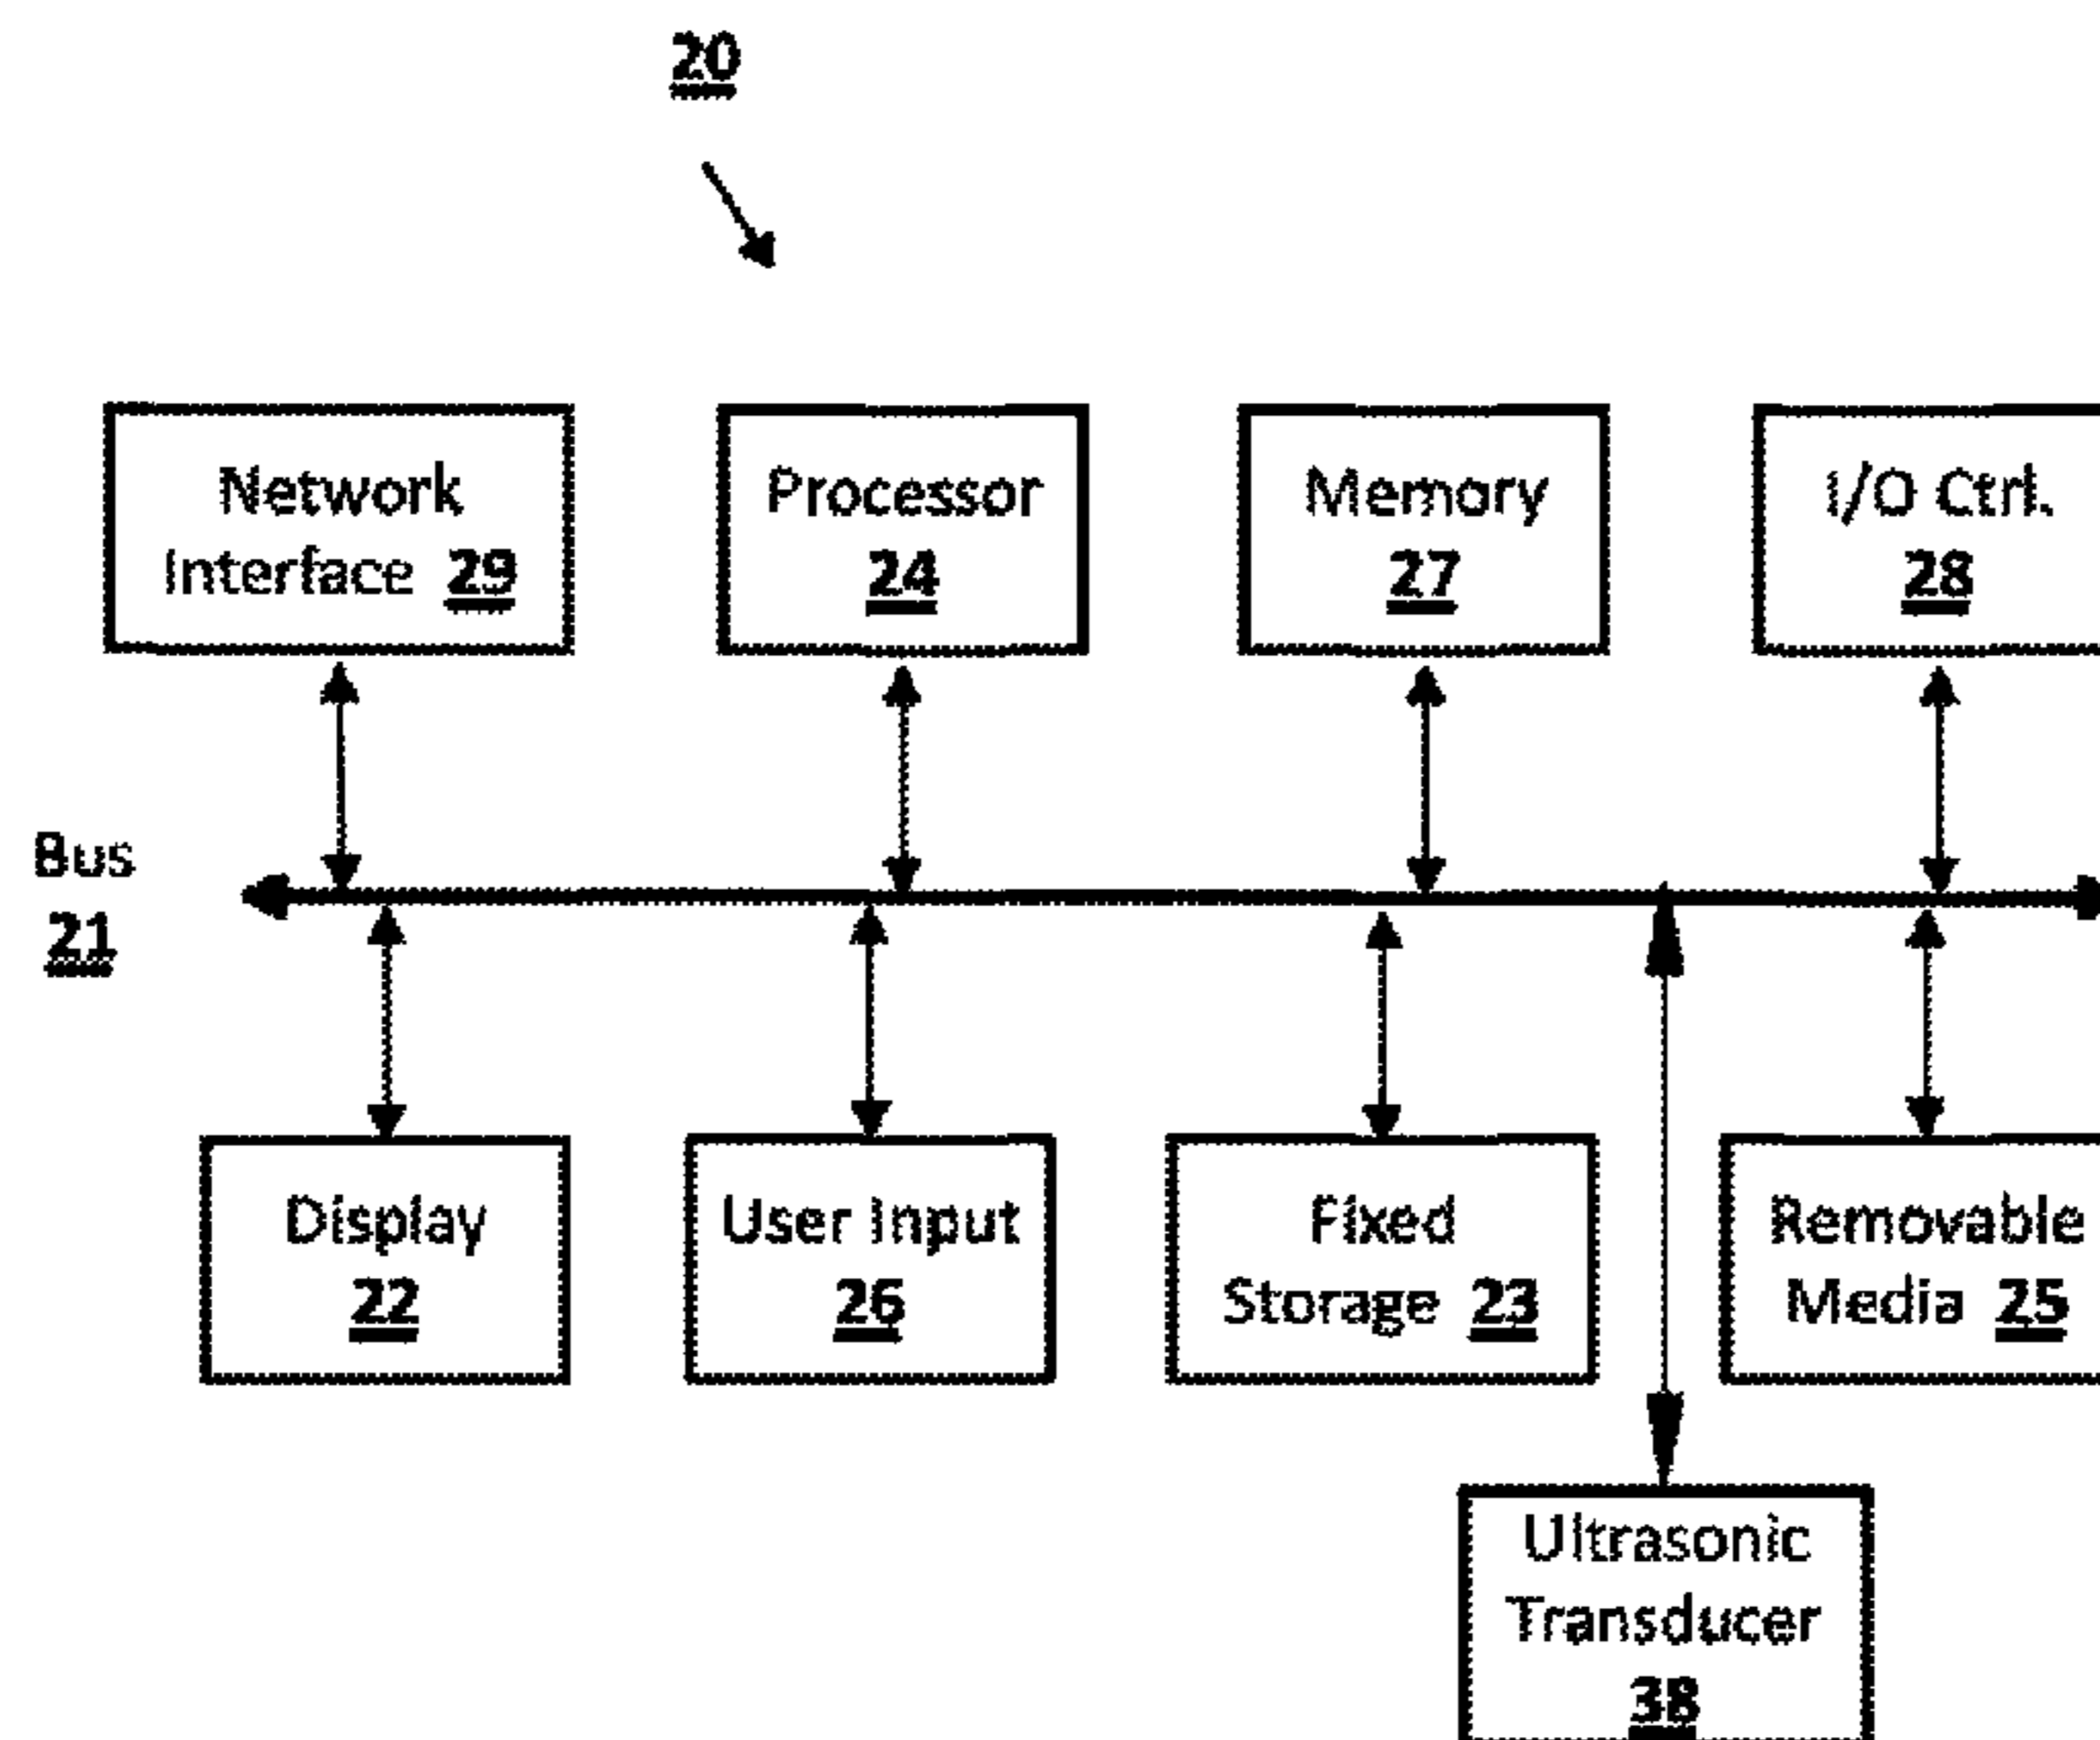 20
Network
Interface 29
Processor
24
Memory
27
I/O Ctrl.
28
Bus
21
Display
22
User Input
26
Fixed
Storage 23
Removable
Media 25
Ultrasonic
Transducer
38